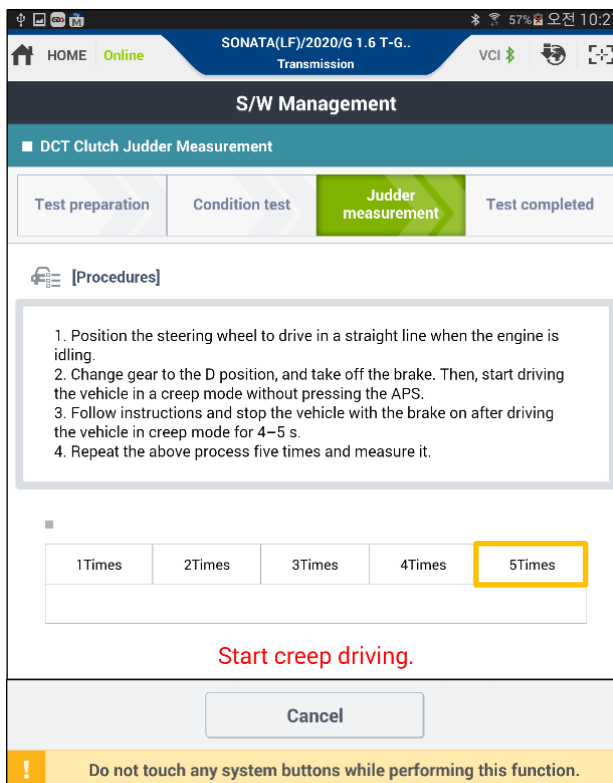 57% 오전 10:27
HOME Online
SONATA(LF)/2020/G 1.6 T-G..
Transmission
VCI
S/W Management
DCT Clutch Judder Measurement
Test preparation
Condition test
Judder
measurement
Test completed
[Procedures]
1. Position the steering wheel to drive in a straight line when the engine is
idling.
2. Change gear to the D position, and take off the brake. Then, start driving
the vehicle in a creep mode without pressing the APS.
3. Follow instructions and stop the vehicle with the brake on after driving
the vehicle in creep mode for 4–5 s.
4. Repeat the above process five times and measure it.
1Times 2Times 3Times 4Times 5Times
Start creep driving.
Cancel
! Do not touch any system buttons while performing this function.